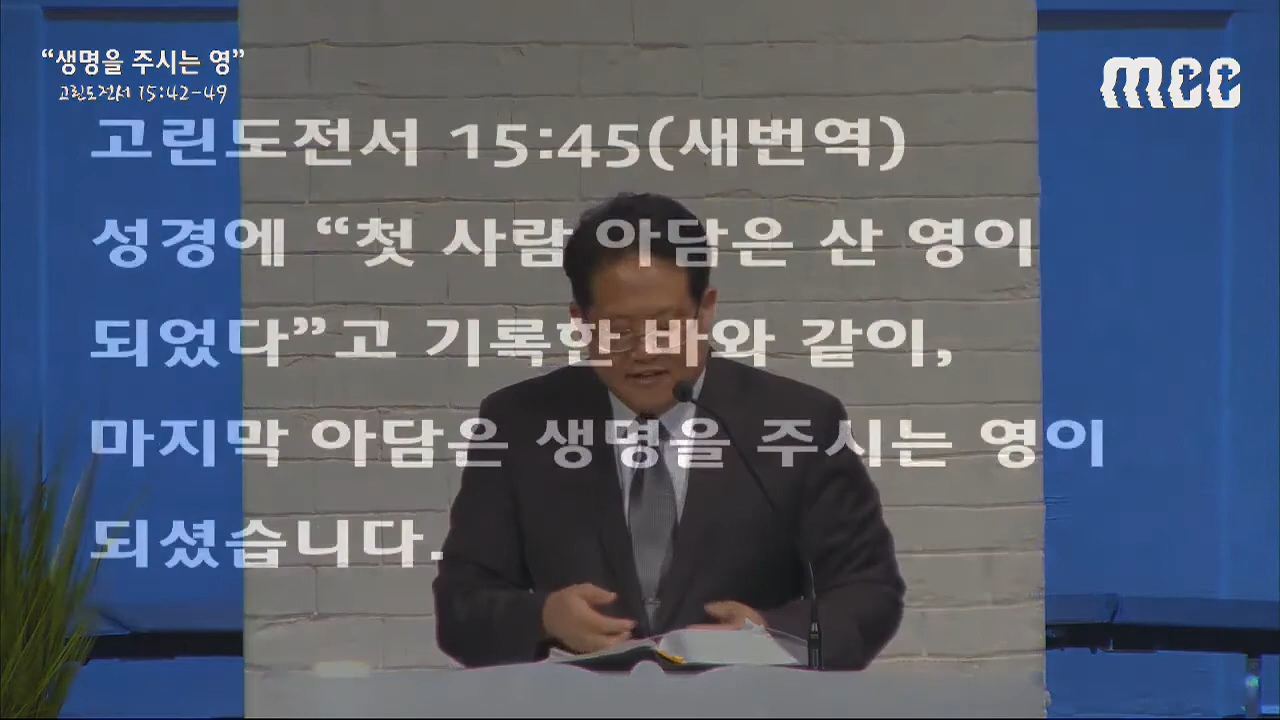 “생명을 주시는 영”
고린도전서 15:42-49
mcc
고린도전서 15:45(새번역)
성경에 “첫 사람 아담은 산 영이
되었다”고 기록한 바와 같이,
마지막 아담은 생명을 주시는 영이
되셨습니다.